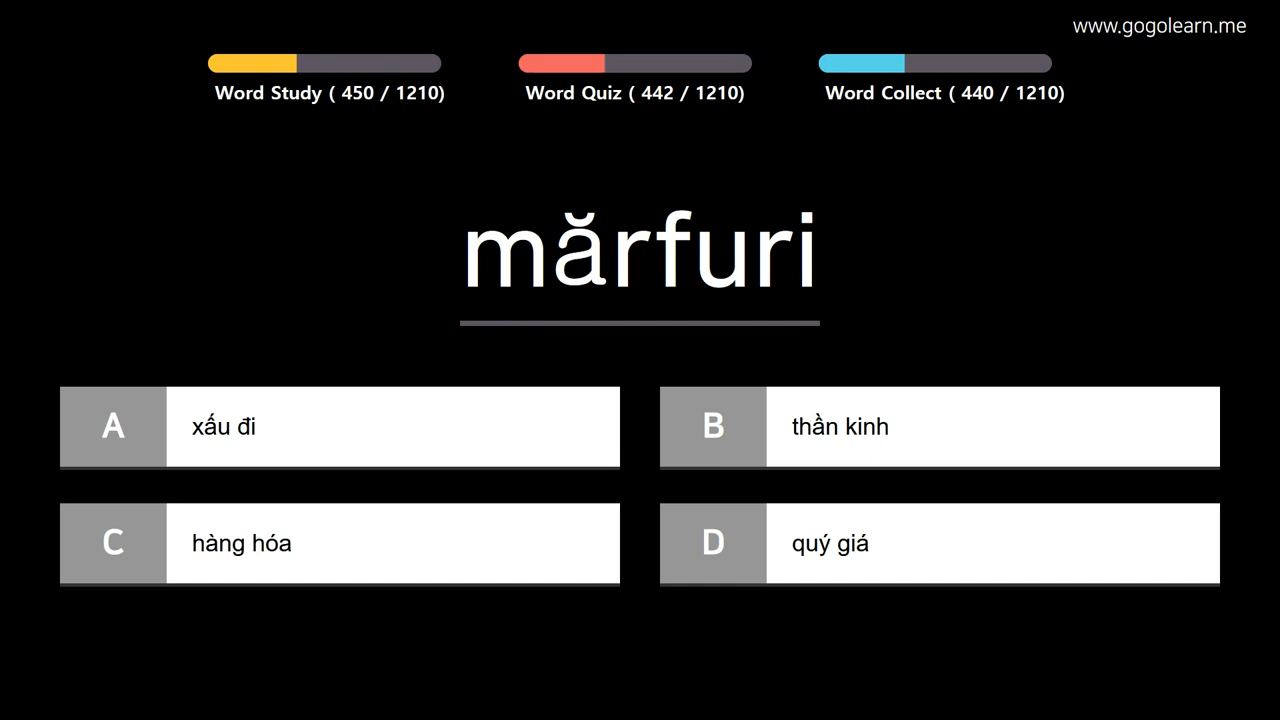 www.gogolearn.me
Word Study ( 450 / 1210)
Word Quiz ( 442 / 1210)
Word Collect ( 440 / 1210)
mărfuri
A xấu đi
B thần kinh
C hàng hóa
D quý giá